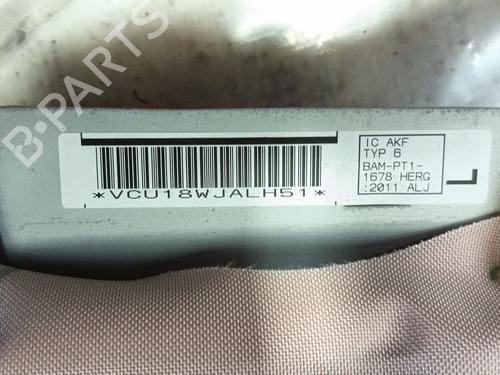 B-PARTS
*VCU18WJALH51*
IC AKF
TYP 6
BAM-PT1-
1678 HERG
:2011 ALJ
L